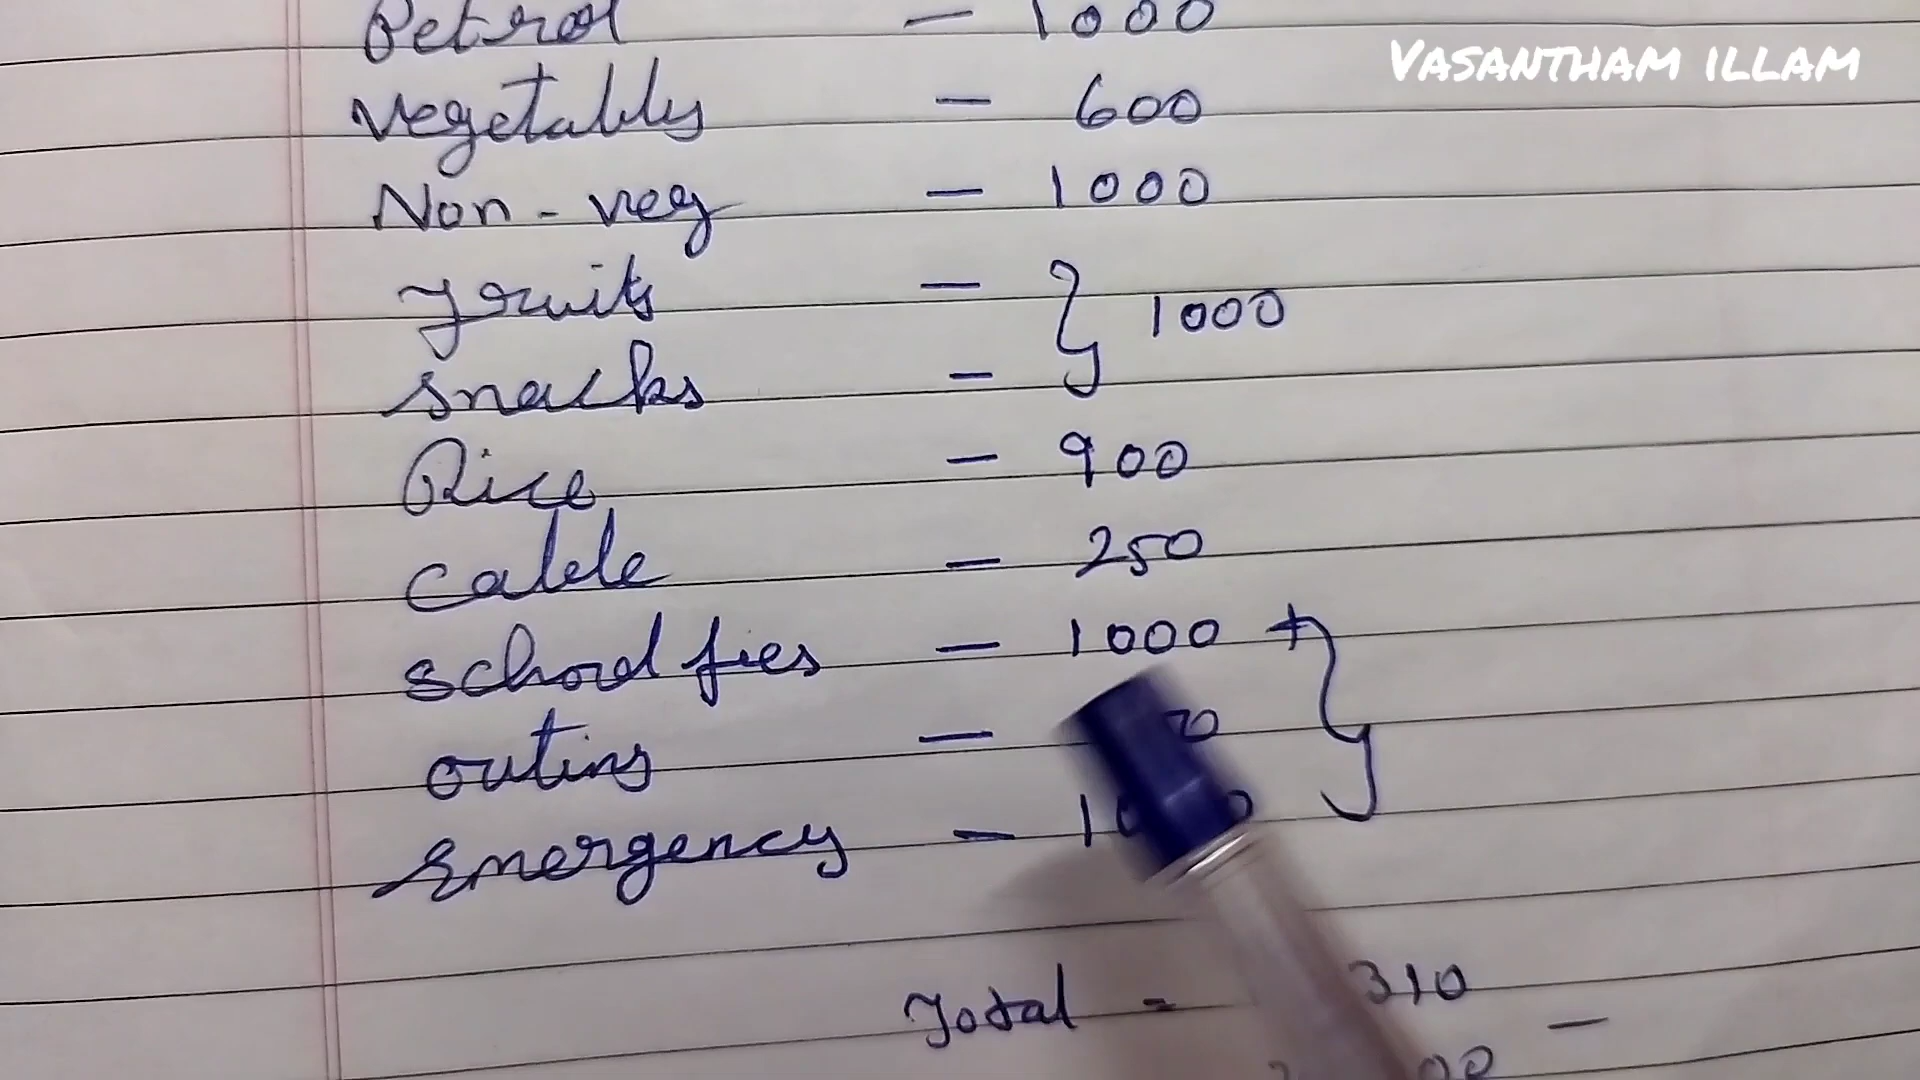 Petrol — 1000
VASANTHAM ILLAM
Vegetables — 600
Non-veg — 1000
Fruits — } 1000
Snacks —
Rice — 900
Cable — 250
School fees — 1000 + }
Outing —
Emergency —
Total = 310 —